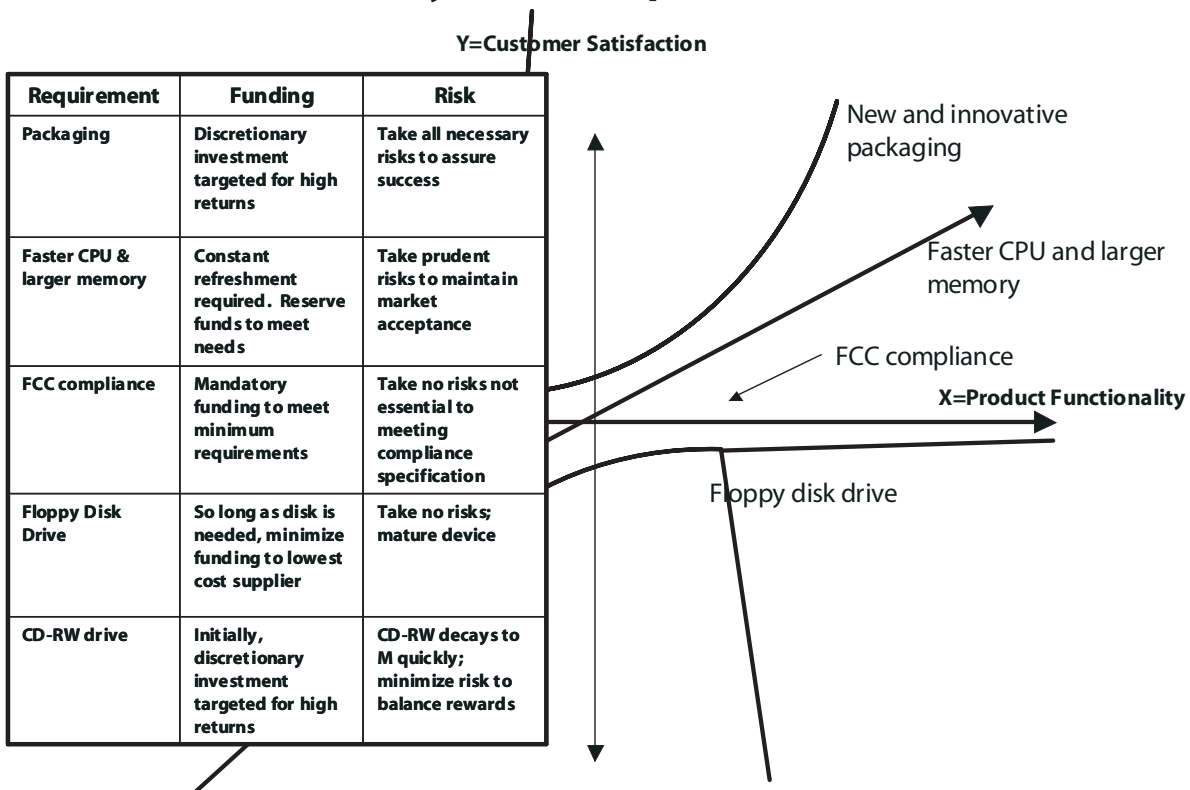 Y=Customer Satisfaction
Requirement Funding Risk
Packaging
Discretionary
investment
targeted for high
returns
Take all necessary
risks to assure
success
Faster CPU &
larger memory
Constant
refreshment
required. Reserve
funds to meet
needs
Take prudent
risks to maintain
market
acceptance
FCC compliance
Mandatory
funding to meet
minimum
requirements
Take no risks not
essential to
meeting
compliance
specification
Floppy Disk
Drive
So long as disk is
needed, minimize
funding to lowest
cost supplier
Take no risks;
mature device
CD-RW drive
Initially,
discretionary
investment
targeted for high
returns
CD-RW decays to
M quickly;
minimize risk to
balance rewards
New and innovative
packaging
Faster CPU and larger
memory
FCC compliance
X=Product Functionality
Floppy disk drive